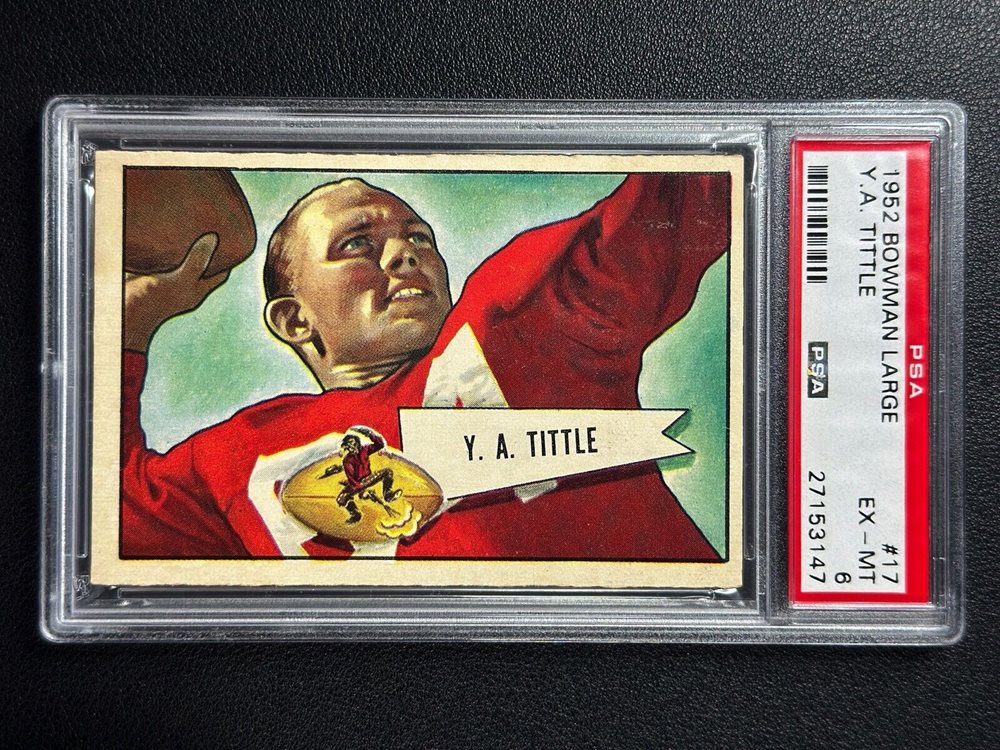 Y. A. TITTLE
PSA
1952 BOWMAN LARGE #17
Y.A. TITTLE EX-MT
PSA 6
27153147